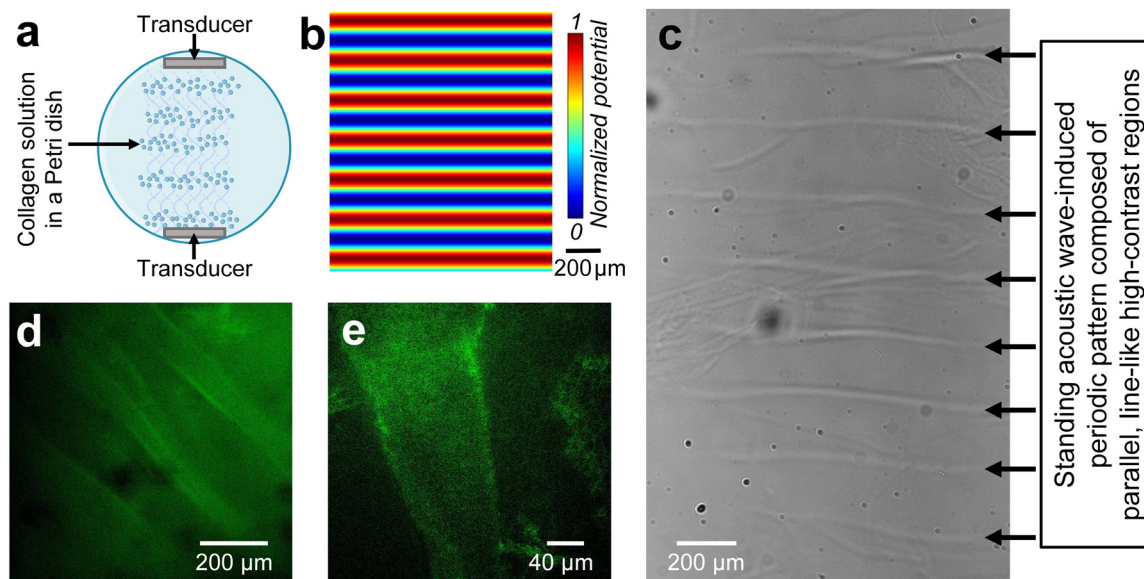 a
Transducer
Collagen solution
in a Petri dish
Transducer
b
1
Normalized potential
0
200 μm
c
200 μm
Standing acoustic wave-induced
periodic pattern composed of
parallel, line-like high-contrast regions
d
200 μm
e
40 μm